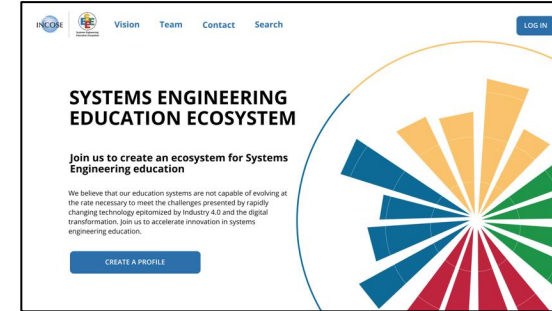 INCOSE
Vision
Team
Contact
Search
LOG IN
SYSTEMS ENGINEERING
EDUCATION ECOSYSTEM
Join us to create an ecosystem for Systems
Engineering education
We believe that our education systems are not capable of evolving at
the rate necessary to meet the challenges presented by rapidly
changing technology epitomized by Industry 4.0 and the digital
transformation. Join us to accelerate innovation in systems
engineering education.
CREATE A PROFILE